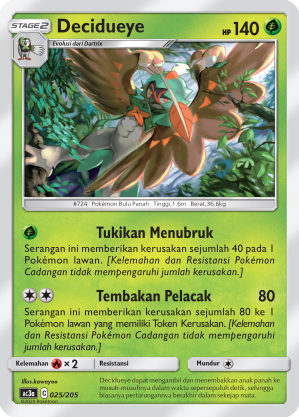 STAGE2 Decidueye HP 140
Evolusi dari Dartrix
#724 Pokémon Bulu Panah Tinggi,1.6m Berat,36.6kg
Tukikan Menubruk
Serangan ini memberikan kerusakan sejumlah 40 pada 1
Pokémon lawan. [Kelemahan dan Resistansi Pokémon
Cadangan tidak mempengaruhi jumlah kerusakan.]
Tembakan Pelacak 80
Serangan ini memberikan kerusakan sejumlah 80 ke 1
Pokémon lawan yang memiliki Token Kerusakan. [Kelemahan
dan Resistansi Pokémon Cadangan tidak mempengaruhi
jumlah kerusakan.]
Kelemahan ×2 Resistansi Mundur
Illus.kawayoo
AC3a G 025/205
©2020 Pokémon
Decidueye dapat mengambil dan menembakkan anak panah ke
musuh-musuhnya dalam waktu sepersepuluh detik, sehingga
pertarungannya berakhir dalam sekejap.